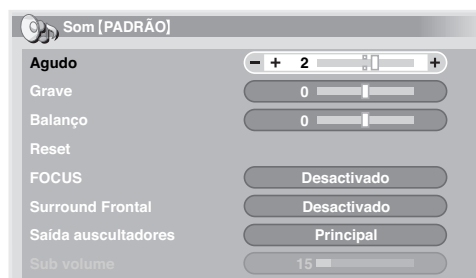 Som [PADRÃO]
Agudo − + 2 +
Grave 0
Balanço 0
Reset
FOCUS Desactivado
Surround Frontal Desactivado
Saída auscultadores Principal
Sub volume 15